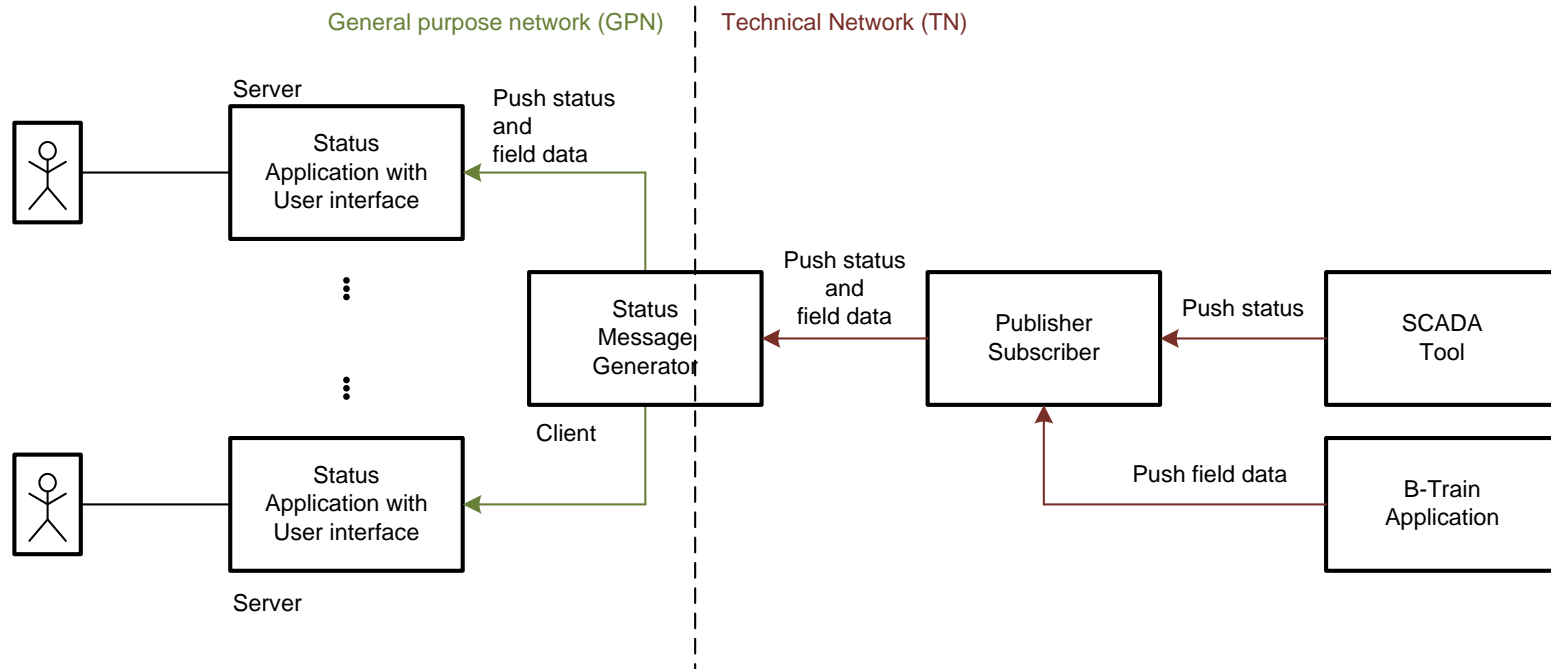 General purpose network (GPN)
Technical Network (TN)
Server
Status
Application with
User interface
Push status
and
field data
Status
Message
Generator
Client
Push status
and
field data
Publisher
Subscriber
Push status
SCADA
Tool
Push field data
B-Train
Application
Status
Application with
User interface
Server